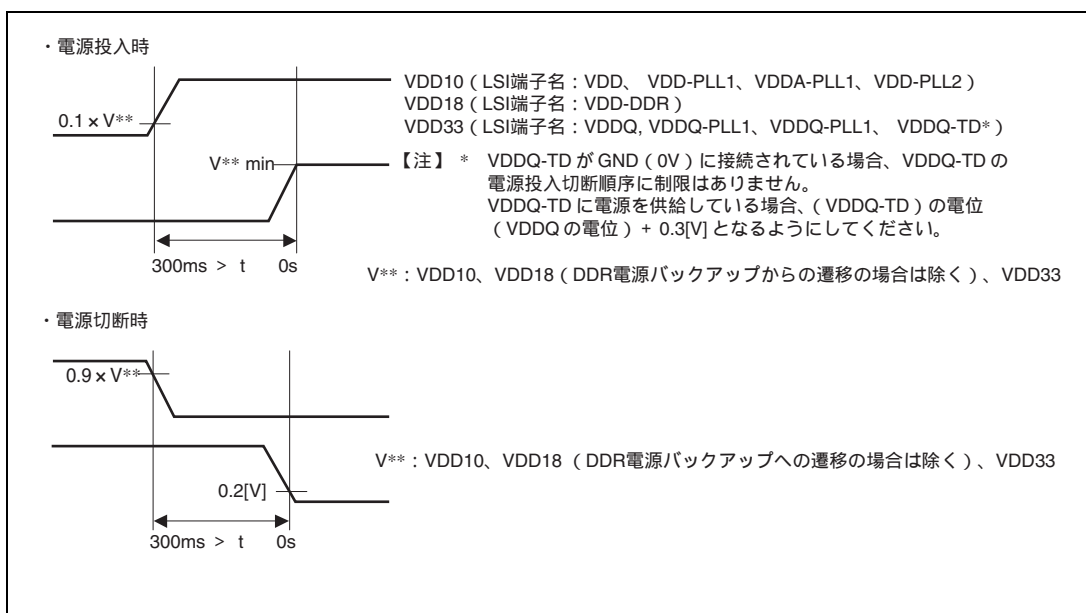 ・電源投入時
VDD10(LSI端子名:VDD、 VDD-PLL1、VDDA-PLL1、VDD-PLL2)
VDD18(LSI端子名:VDD-DDR)
0.1×V**
VDD33(LSI端子名:VDDQ, VDDQ-PLL1、VDDQ-PLL1、 VDDQ-TD*)
V** min
【注】 * VDDQ-TD が GND(0V)に接続されている場合、VDDQ-TD の
電源投入切断順序に制限はありません。
VDDQ-TD に電源を供給している場合、(VDDQ-TD)の電位
(VDDQ の電位)+ 0.3[V] となるようにしてください。
300ms > t 0s
V**:VDD10、VDD18(DDR電源バックアップからの遷移の場合は除く)、VDD33
・電源切断時
0.9×V**
V**:VDD10、VDD18 (DDR電源バックアップへの遷移の場合は除く)、VDD33
0.2[V]
300ms > t 0s